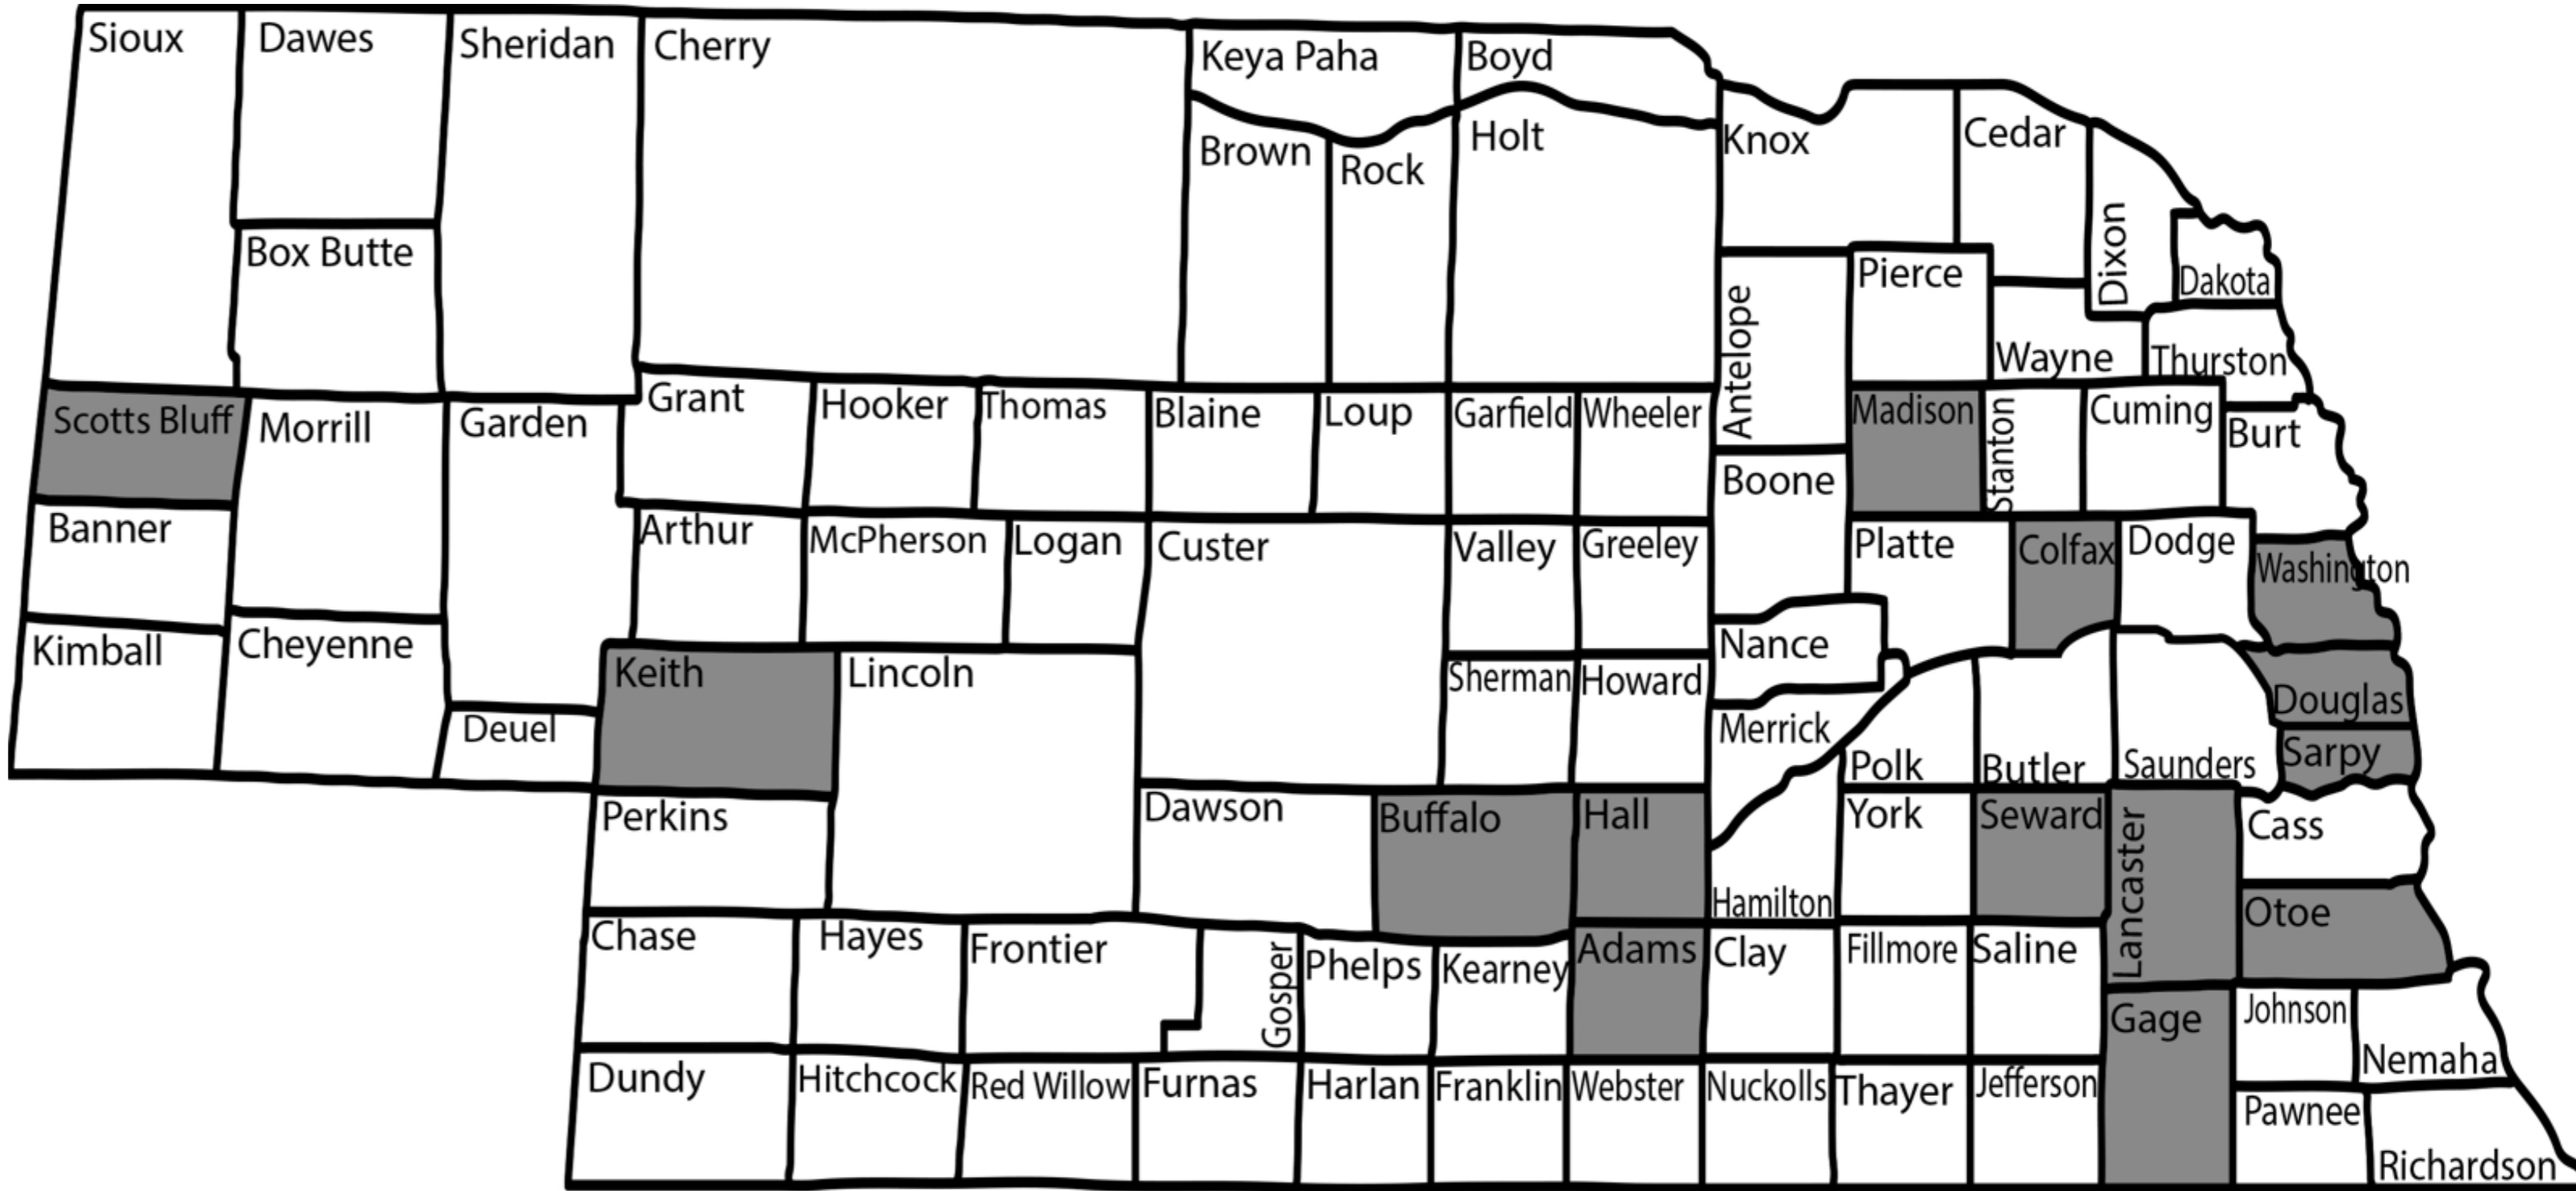 Sioux
Dawes
Sheridan
Cherry
Keya Paha
Boyd
Brown
Rock
Holt
Knox
Cedar
Dixon
Dakota
Box Butte
Antelope
Pierce
Wayne
Thurston
Scotts Bluff
Morrill
Garden
Grant
Hooker
Thomas
Blaine
Loup
Garfield
Wheeler
Boone
Madison
Stanton
Cuming
Burt
Banner
Arthur
McPherson
Logan
Custer
Valley
Greeley
Platte
Colfax
Dodge
Washington
Kimball
Cheyenne
Deuel
Keith
Lincoln
Sherman
Howard
Nance
Merrick
Polk
Butler
Saunders
Douglas
Sarpy
Perkins
Dawson
Buffalo
Hall
Hamilton
York
Seward
Lancaster
Cass
Otoe
Chase
Hayes
Frontier
Gosper
Phelps
Kearney
Adams
Clay
Fillmore
Saline
Gage
Johnson
Nemaha
Dundy
Hitchcock
Red Willow
Furnas
Harlan
Franklin
Webster
Nuckolls
Thayer
Jefferson
Pawnee
Richardson